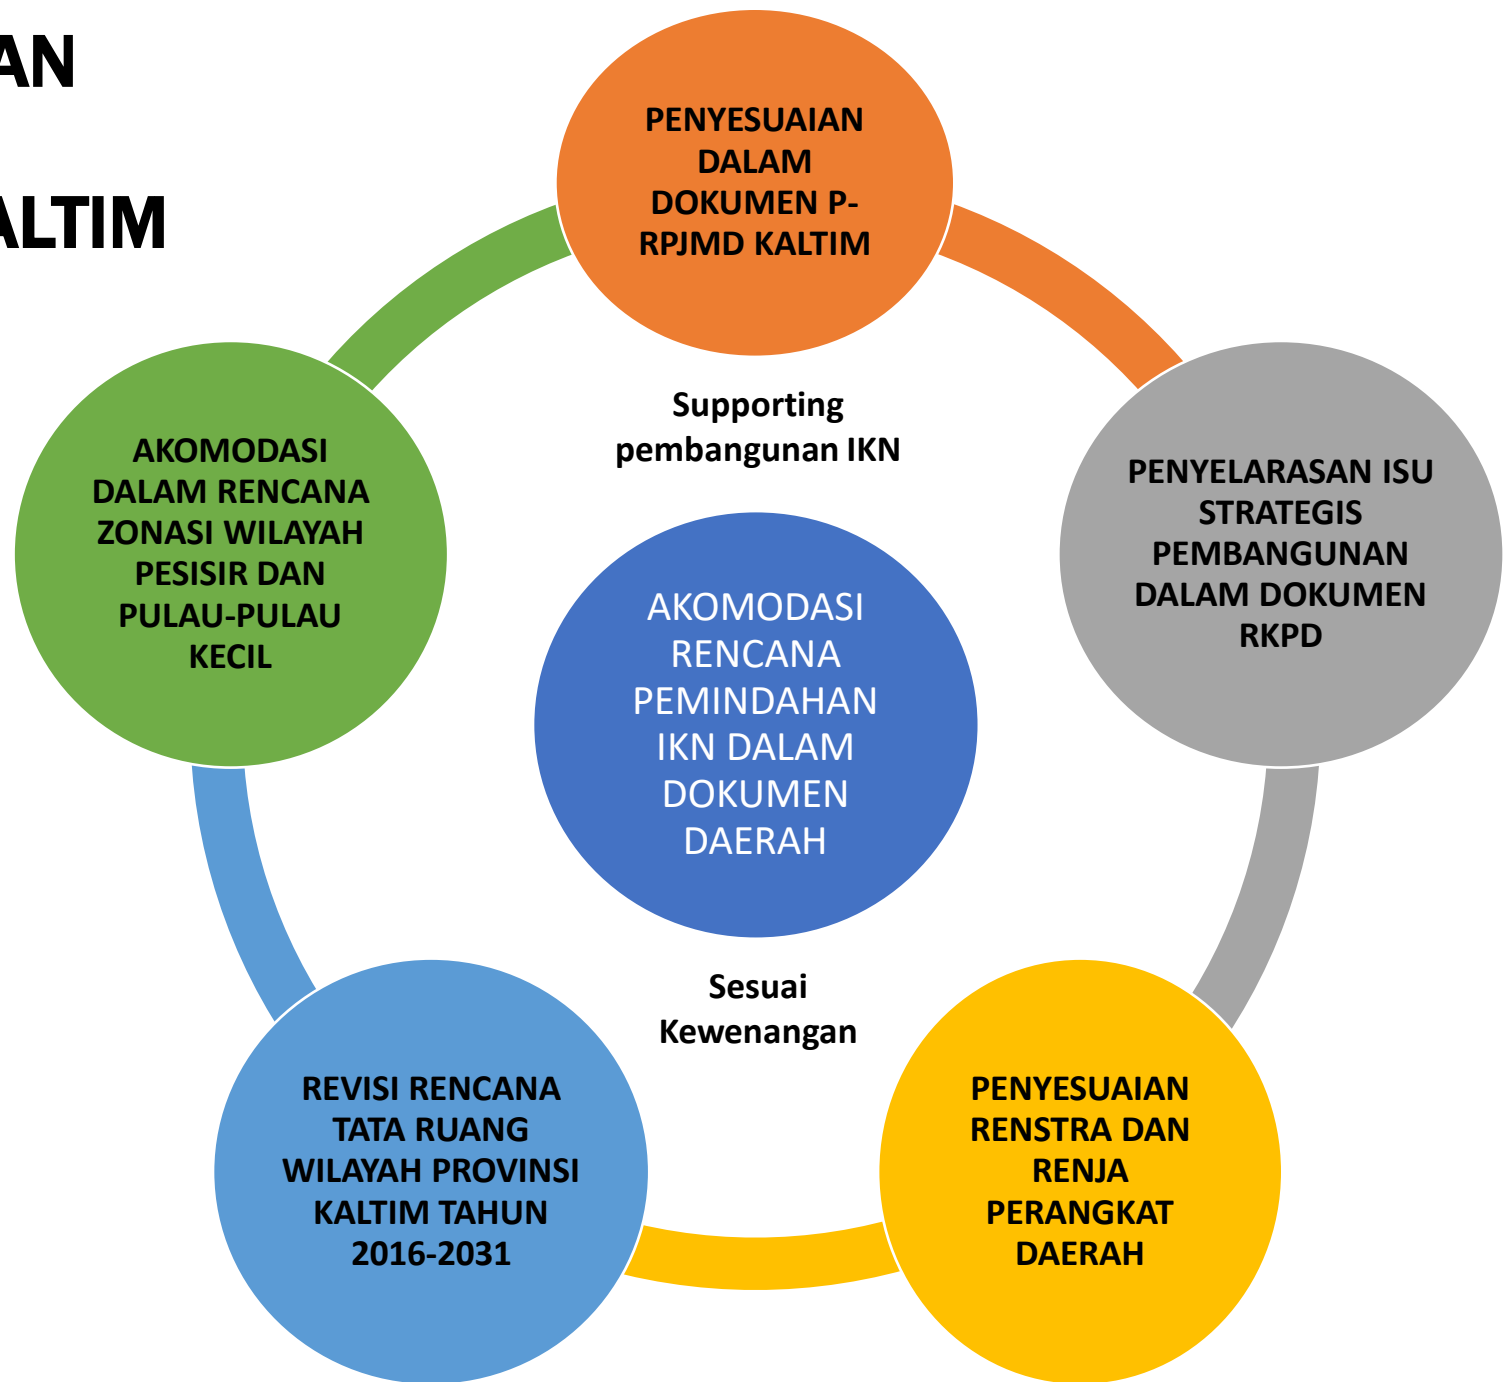 AN
ALTIM
PENYESUAIAN
DALAM
DOKUMEN P-
RPJMD KALTIM
Supporting
pembangunan IKN
AKOMODASI
DALAM RENCANA
ZONASI WILAYAH
PESISIR DAN
PULAU-PULAU
KECIL
PENYELARASAN ISU
STRATEGIS
PEMBANGUNAN
DALAM DOKUMEN
RKPD
AKOMODASI
RENCANA
PEMINDAHAN
IKN DALAM
DOKUMEN
DAERAH
Sesuai
Kewenangan
REVISI RENCANA
TATA RUANG
WILAYAH PROVINSI
KALTIM TAHUN
2016-2031
PENYESUAIAN
RENSTRA DAN
RENJA
PERANGKAT
DAERAH